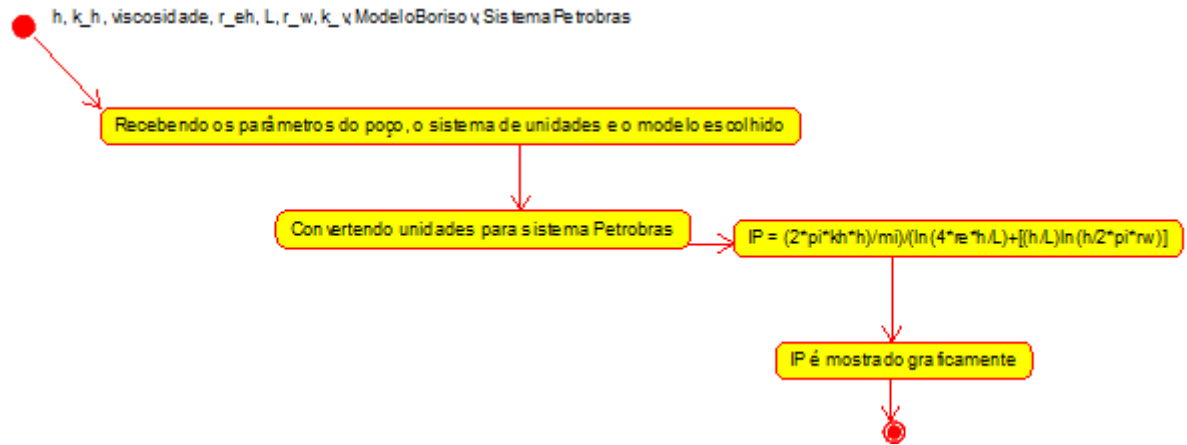 h, k_h, viscosidade, r_eh, L, r_w, k_v, ModeloBorisov, SistemaPetrobras
Recebendo os parâmetros do poço, o sistema de unidades e o modelo escolhido
Convertendo unidades para sistema Petrobras
IP = (2*pi*kh*h)/mi)/(ln(4*re*h/L)+[(h/L)ln(h/2*pi*rw)]
IP é mostrado graficamente